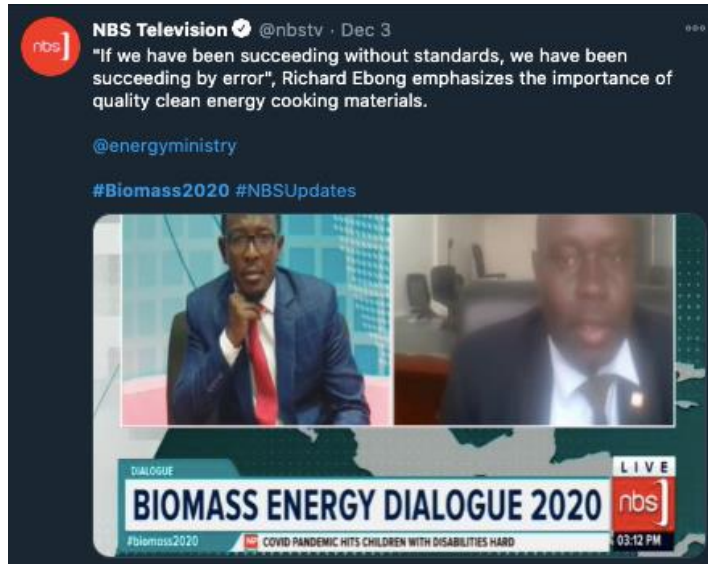 NBS Television @nbstv · Dec 3
nbs
"If we have been succeeding without standards, we have been
succeeding by error", Richard Ebong emphasizes the importance of
quality clean energy cooking materials.
@energyministry
#Biomass2020 #NBSUpdates
DIALOGUE
LIVE
BIOMASS ENERGY DIALOGUE 2020
nbs
#biomass2020
COVID PANDEMIC HITS CHILDREN WITH DISABILITIES HARD
03:12 PM